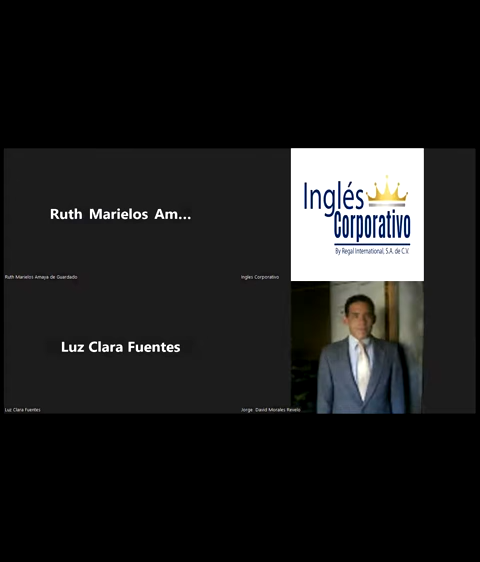 Ruth Marielos Am...
Ruth Marielos Amaya de Guardado
Inglés
Corporativo
By Regal International, S.A. de C.V.
Inglés Corporativo
Luz Clara Fuentes
Luz Clara Fuentes
Jorge David Morales